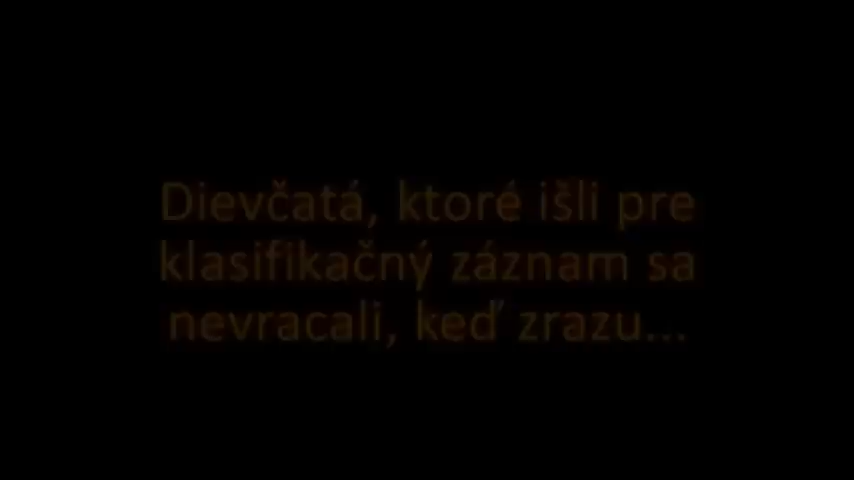 Dievčatá, ktoré išli pre
klasifikačný záznam sa
nevracali, keď zrazu...